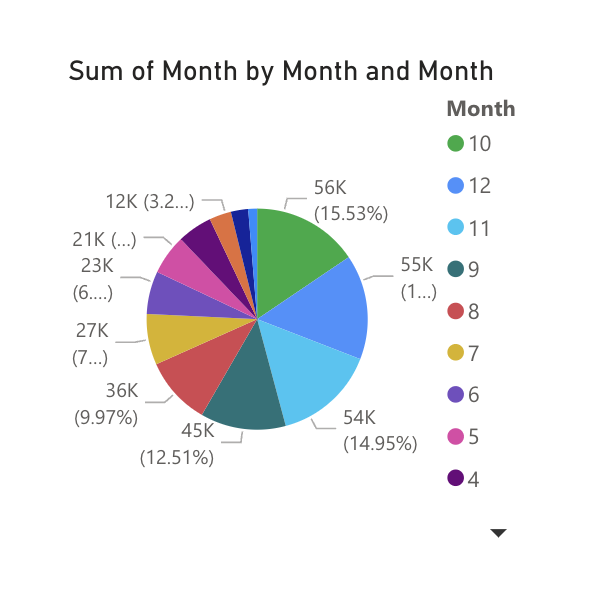 Sum of Month by Month and Month
Month
10
12
11
9
8
7
6
5
4
56K
(15.53%)
55K
(1...)
54K
(14.95%)
45K
(12.51%)
36K
(9.97%)
27K
(7...)
23K
(6....)
21K (...)
12K (3.2...)